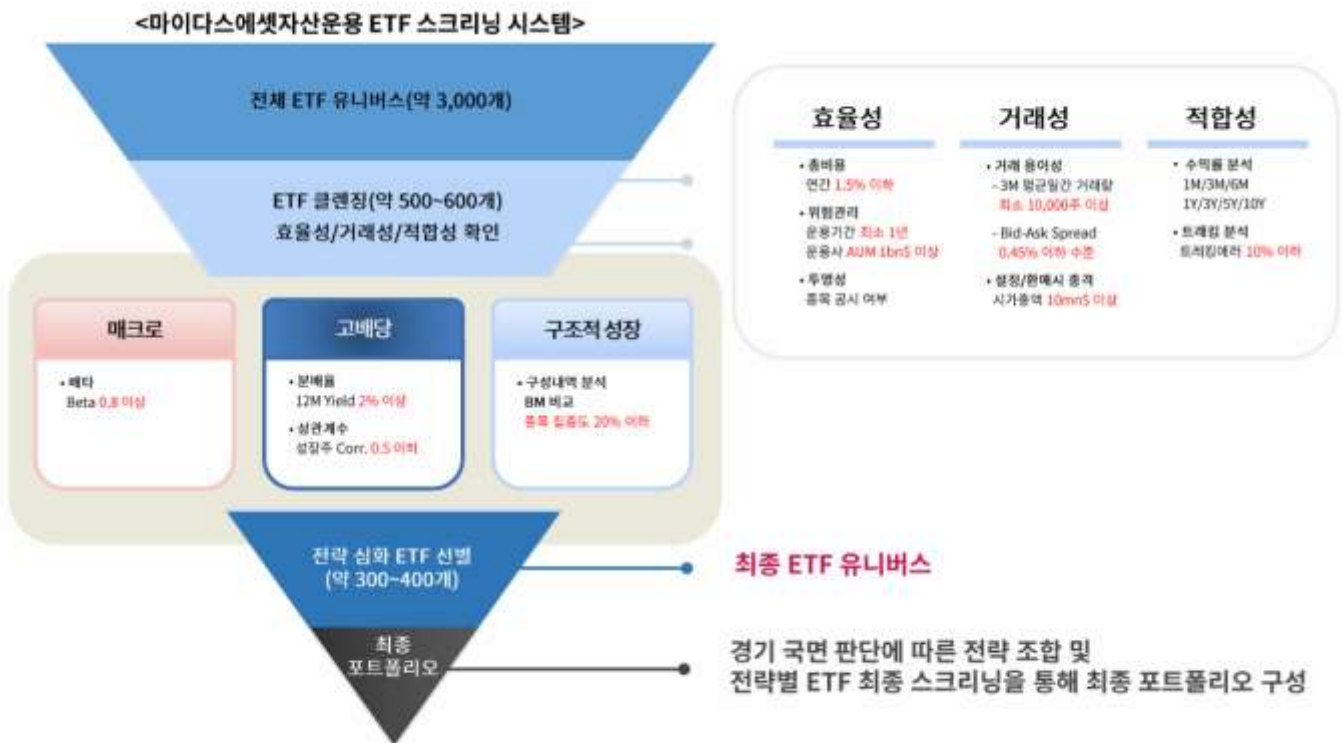 <마이다스에셋자산운용 ETF 스크리닝 시스템>
전체 ETF 유니버스(약 3,000개)
ETF 클렌징(약 500~600개)
효율성/거래성/적합성 확인
효율성
• 총비용
연간 1.5% 이하
• 위험관리
운용기간 최소 1년
운용사 AUM 1bn$ 이상
• 투명성
종목 공시 여부
거래성
• 거래 용이성
- 3M 평균일간 거래량
최소 10,000주 이상
- Bid-Ask Spread
0.45% 이하 수준
• 설정/환매시 충격
시가총액 10mn$ 이상
적합성
• 수익률 분석
1M/3M/6M
1Y/3Y/5Y/10Y
• 트래킹 분석
트레킹에러 10% 이하
매크로
• 베타
Beta 0.8 이상
고배당
• 분배율
12M Yield 2% 이상
• 상관계수
성장주 Corr. 0.5 이하
구조적 성장
• 구성내역 분석
BM 비교
종목 집중도 20% 이하
전략 심화 ETF 선별
(약 300~400개)
최종 ETF 유니버스
최종
포트폴리오
경기 국면 판단에 따른 전략 조합 및
전략별 ETF 최종 스크리닝을 통해 최종 포트폴리오 구성